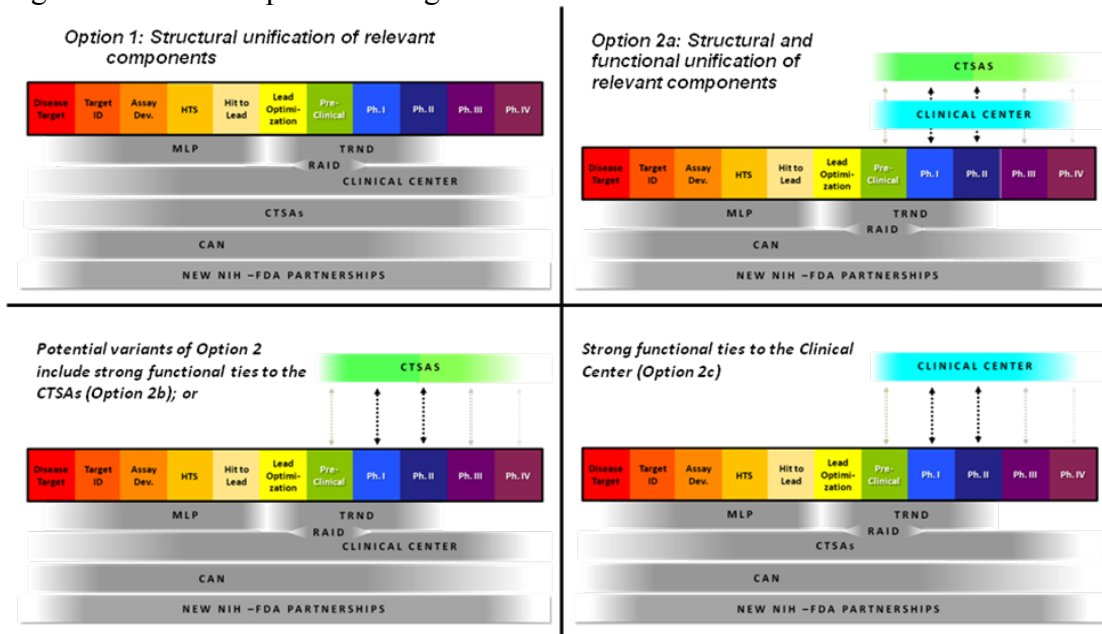 Option 1: Structural unification of relevant
components
Disease Target
Target ID
Assay Dev.
HTS
Hit to Lead
Lead Optimi-zation
Pre-Clinical
Ph. I
Ph. II
Ph. III
Ph. IV
MLP
TRND
RAID
CLINICAL CENTER
CTSAs
CAN
NEW NIH –FDA PARTNERSHIPS
Option 2a: Structural and
functional unification of
relevant components
CTSAS
CLINICAL CENTER
Disease Target
Target ID
Assay Dev.
HTS
Hit to Lead
Lead Optimi-zation
Pre-Clinical
Ph. I
Ph. II
Ph. III
Ph. IV
MLP
TRND
RAID
CAN
NEW NIH –FDA PARTNERSHIPS
Potential variants of Option 2
include strong functional ties to the
CTSAs (Option 2b); or
CTSAS
Disease Target
Target ID
Assay Dev.
HTS
Hit to Lead
Lead Optimi-zation
Pre-Clinical
Ph. I
Ph. II
Ph. III
Ph. IV
MLP
TRND
RAID
CLINICAL CENTER
CAN
NEW NIH –FDA PARTNERSHIPS
Strong functional ties to the Clinical
Center (Option 2c)
CLINICAL CENTER
Disease Target
Target ID
Assay Dev.
HTS
Hit to Lead
Lead Optimi-zation
Pre-Clinical
Ph. I
Ph. II
Ph. III
Ph. IV
MLP
TRND
RAID
CTSAs
CAN
NEW NIH –FDA PARTNERSHIPS